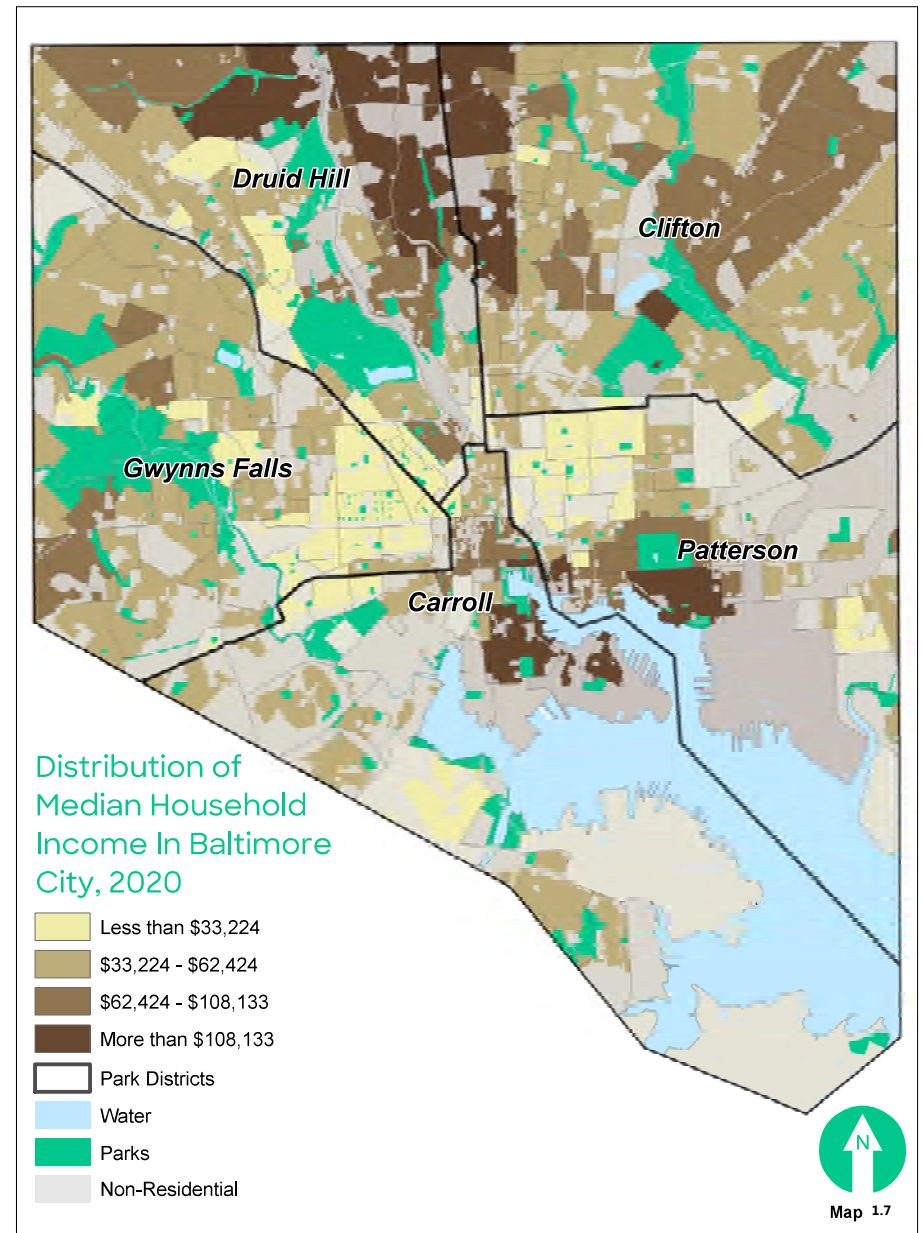 Druid Hill
Clifton
Gwynns Falls
Patterson
Carroll
Distribution of
Median Household
Income In Baltimore
City, 2020
Less than $33,224
$33,224 - $62,424
$62,424 - $108,133
More than $108,133
Park Districts
Water
Parks
Non-Residential
N
Map 1.7